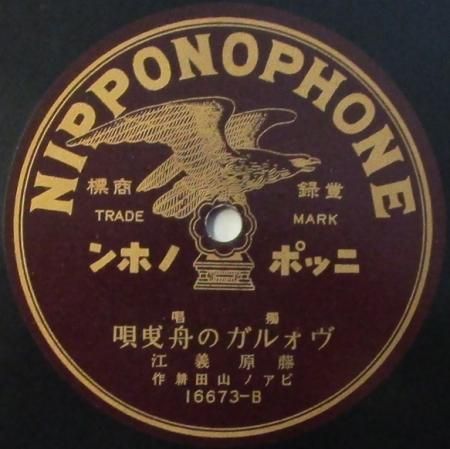 NIPPONOPHONE
登録商標
TRADE MARK
ニッポノホン
獨唱
ヴォルガの舟曳唄
藤原義江
ピアノ山田耕作
16673-B